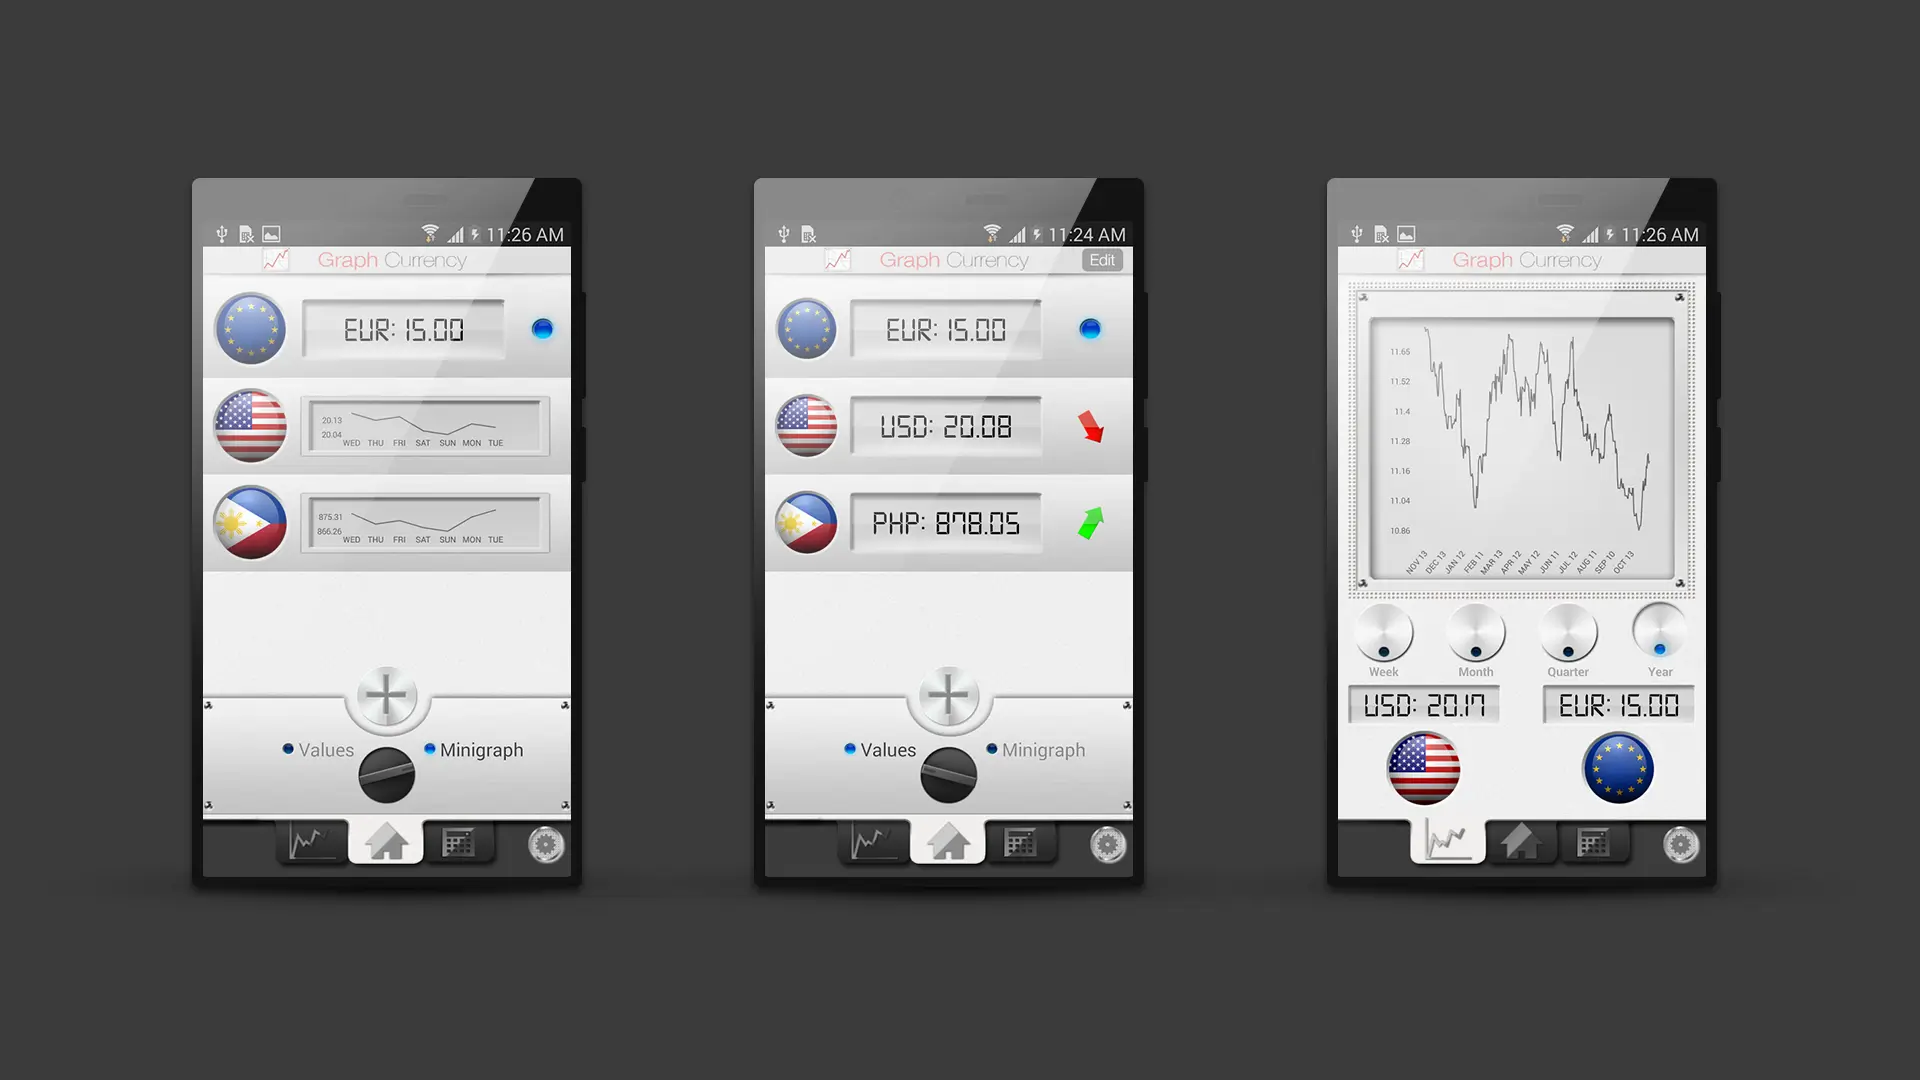 11:26 AM
Graph Currency
EUR: 15.00
20.13
20.04
WED THU FRI SAT SUN MON TUE
875.31
866.26
WED THU FRI SAT SUN MON TUE
Values
Minigraph
11:24 AM
Graph Currency
Edit
EUR: 15.00
USD: 20.08
PHP: 878.05
Values
Minigraph
11:26 AM
Graph Currency
11.65
11.52
11.4
11.28
11.16
11.04
10.86
NOV 13
DEC 13
JAN 12
FEB 11
MAR 13
APR 12
MAY 12
JUN 11
JUL 12
AUG 11
SEP 10
OCT 13
Week
Month
Quarter
Year
USD: 20.17
EUR: 15.00